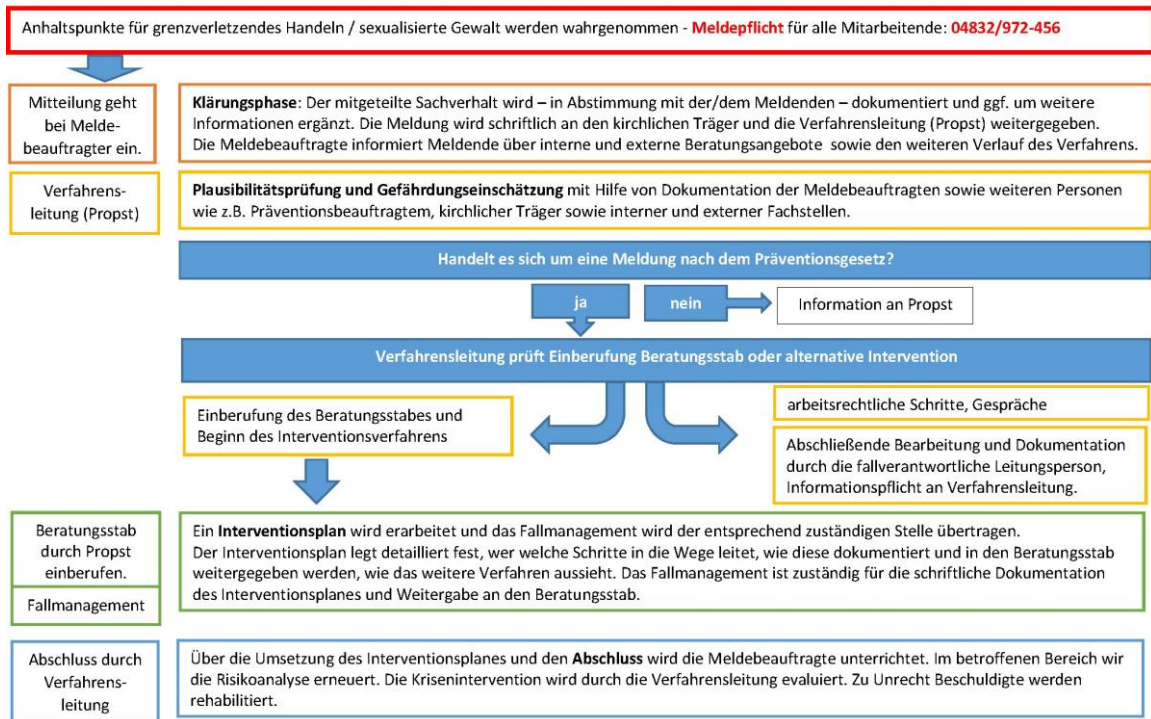 Anhaltspunkte für grenzverletzendes Handeln / sexualisierte Gewalt werden wahrgenommen - Meldepflicht für alle Mitarbeitende: 04832/972-456
Mitteilung geht
bei Melde-
beauftragter ein.
Klärungsphase: Der mitgeteilte Sachverhalt wird – in Abstimmung mit der/dem Meldenden – dokumentiert und ggf. um weitere
Informationen ergänzt. Die Meldung wird schriftlich an den kirchlichen Träger und die Verfahrensleitung (Propst) weitergegeben.
Die Meldebeauftragte informiert Meldende über interne und externe Beratungsangebote sowie den weiteren Verlauf des Verfahrens.
Verfahrens-
leitung (Propst)
Plausibilitätsprüfung und Gefährdungseinschätzung mit Hilfe von Dokumentation der Meldebeauftragten sowie weiteren Personen
wie z.B. Präventionsbeauftragtem, kirchlicher Träger sowie interner und externer Fachstellen.
Handelt es sich um eine Meldung nach dem Präventionsgesetz?
ja
nein
Information an Propst
Verfahrensleitung prüft Einberufung Beratungsstab oder alternative Intervention
Einberufung des Beratungsstabes und
Beginn des Interventionsverfahrens
arbeitsrechtliche Schritte, Gespräche
Abschließende Bearbeitung und Dokumentation
durch die fallverantwortliche Leitungsperson,
Informationspflicht an Verfahrensleitung.
Beratungsstab
durch Propst
einberufen.
Fallmanagement
Ein Interventionsplan wird erarbeitet und das Fallmanagement wird der entsprechend zuständigen Stelle übertragen.
Der Interventionsplan legt detailliert fest, wer welche Schritte in die Wege leitet, wie diese dokumentiert und in den Beratungsstab
weitergegeben werden, wie das weitere Verfahren aussieht. Das Fallmanagement ist zuständig für die schriftliche Dokumentation
des Interventionsplanes und Weitergabe an den Beratungsstab.
Abschluss durch
Verfahrens-
leitung
Über die Umsetzung des Interventionsplanes und den Abschluss wird die Meldebeauftragte unterrichtet. Im betroffenen Bereich wir
die Risikoanalyse erneuert. Die Krisenintervention wird durch die Verfahrensleitung evaluiert. Zu Unrecht Beschuldigte werden
rehabilitiert.